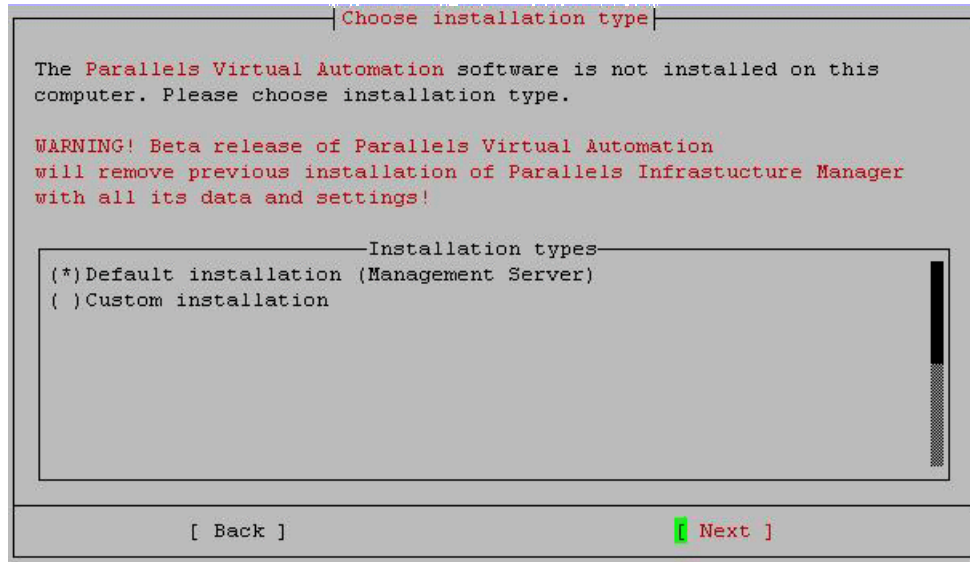 Choose installation type
The Parallels Virtual Automation software is not installed on this
computer. Please choose installation type.
WARNING! Beta release of Parallels Virtual Automation
will remove previous installation of Parallels Infrastucture Manager
with all its data and settings!
Installation types
(*)Default installation (Management Server)
( )Custom installation
[ Back ] [ Next ]